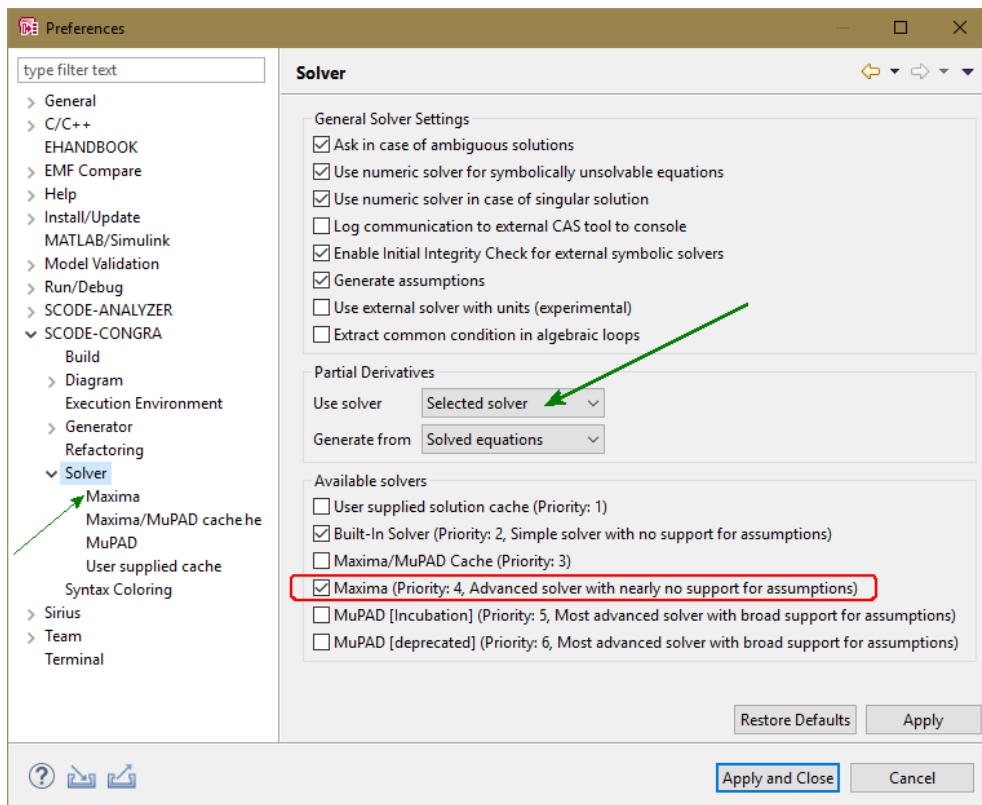 Preferences
type filter text
Solver
General
C/C++
EHANDBOOK
EMF Compare
Help
Install/Update
MATLAB/Simulink
Model Validation
Run/Debug
SCODE-ANALYZER
SCODE-CONGRA
Build
Diagram
Execution Environment
Generator
Refactoring
Solver
Maxima
Maxima/MuPAD cache he
MuPAD
User supplied cache
Syntax Coloring
Sirius
Team
Terminal
General Solver Settings
Ask in case of ambiguous solutions
Use numeric solver for symbolically unsolvable equations
Use numeric solver in case of singular solution
Log communication to external CAS tool to console
Enable Initial Integrity Check for external symbolic solvers
Generate assumptions
Use external solver with units (experimental)
Extract common condition in algebraic loops
Partial Derivatives
Use solver Selected solver
Generate from Solved equations
Available solvers
User supplied solution cache (Priority: 1)
Built-In Solver (Priority: 2, Simple solver with no support for assumptions)
Maxima/MuPAD Cache (Priority: 3)
Maxima (Priority: 4, Advanced solver with nearly no support for assumptions)
MuPAD [Incubation] (Priority: 5, Most advanced solver with broad support for assumptions)
MuPAD [deprecated] (Priority: 6, Most advanced solver with broad support for assumptions)
Restore Defaults Apply
? Apply and Close Cancel